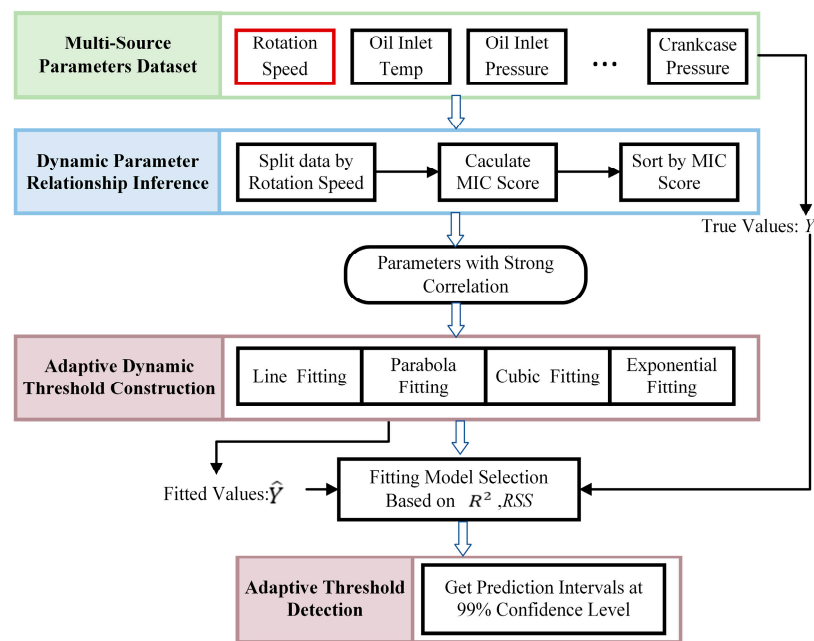 Multi-Source
Parameters Dataset
Rotation
Speed
Oil Inlet
Temp
Oil Inlet
Pressure
...
Crankcase
Pressure
Dynamic Parameter
Relationship Inference
Split data by
Rotation Speed
Caculate
MIC Score
Sort by MIC
Score
True Values: Y
Parameters with Strong
Correlation
Adaptive Dynamic
Threshold Construction
Line Fitting
Parabola
Fitting
Cubic Fitting
Exponential
Fitting
Fitted Values:Ŷ
Fitting Model Selection
Based on R² ,RSS
Adaptive Threshold
Detection
Get Prediction Intervals at
99% Confidence Level